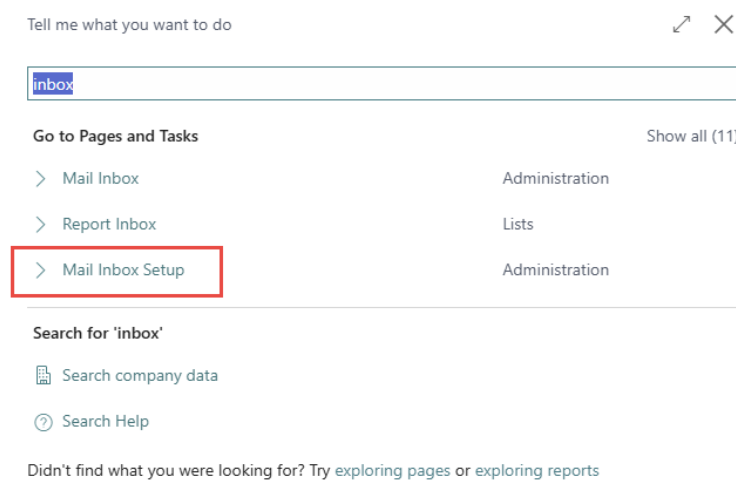 Tell me what you want to do
inbox
Go to Pages and Tasks Show all (11)
Mail Inbox Administration
Report Inbox Lists
Mail Inbox Setup Administration
Search for 'inbox'
Search company data
Search Help
Didn't find what you were looking for? Try exploring pages or exploring reports